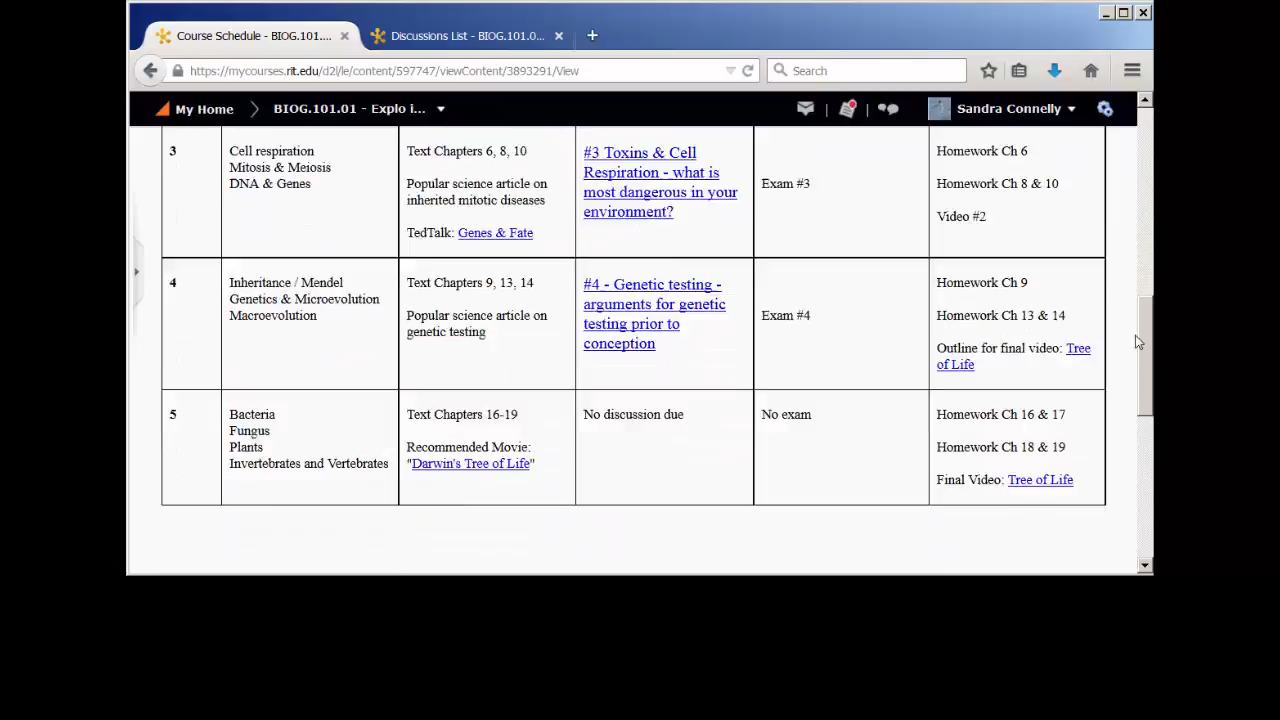 Course Schedule - BIOG.101....
Discussions List - BIOG.101.0...
https://mycourses.rit.edu/d2l/le/content/597747/viewContent/3893291/View
Search
My Home
BIOG.101.01 - Explo i...
Sandra Connelly
3
Cell respiration
Mitosis & Meiosis
DNA & Genes
Text Chapters 6, 8, 10
Popular science article on
inherited mitotic diseases
TedTalk: Genes & Fate
#3 Toxins & Cell
Respiration - what is
most dangerous in your
environment?
Exam #3
Homework Ch 6
Homework Ch 8 & 10
Video #2
4
Inheritance / Mendel
Genetics & Microevolution
Macroevolution
Text Chapters 9, 13, 14
Popular science article on
genetic testing
#4 - Genetic testing -
arguments for genetic
testing prior to
conception
Exam #4
Homework Ch 9
Homework Ch 13 & 14
Outline for final video: Tree
of Life
5
Bacteria
Fungus
Plants
Invertebrates and Vertebrates
Text Chapters 16-19
Recommended Movie:
"Darwin's Tree of Life"
No discussion due
No exam
Homework Ch 16 & 17
Homework Ch 18 & 19
Final Video: Tree of Life